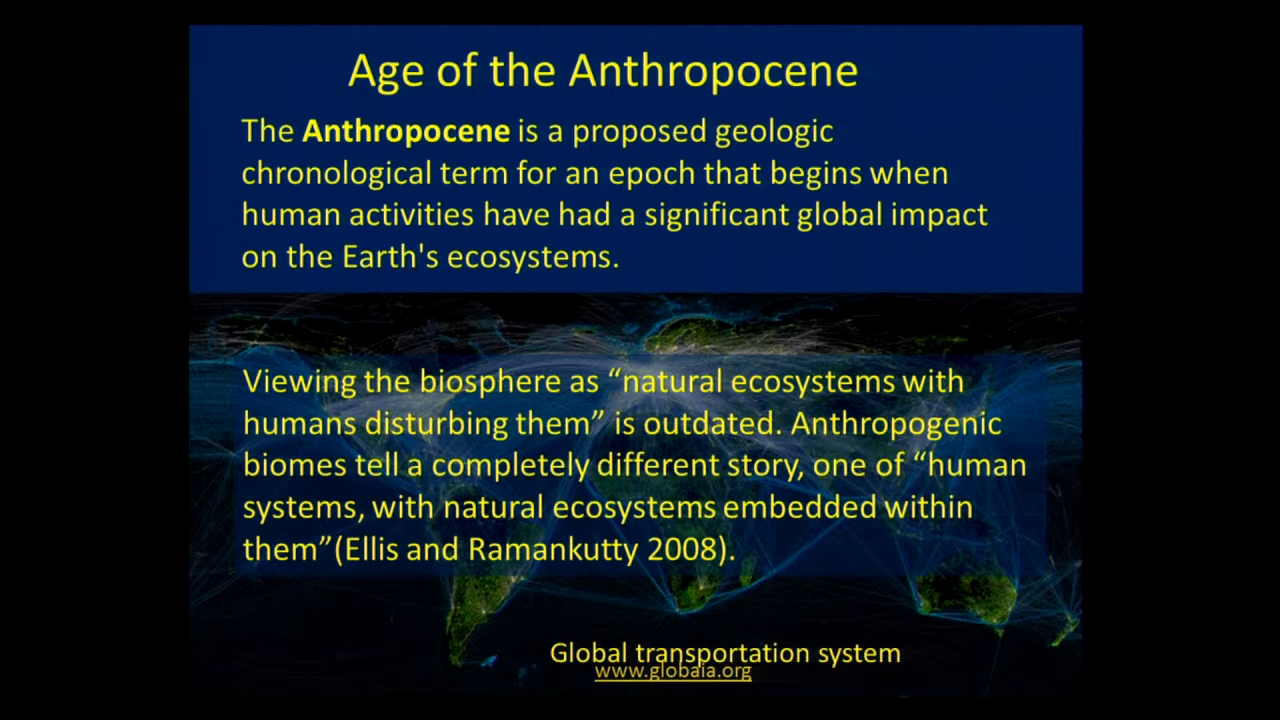 Age of the Anthropocene
The Anthropocene is a proposed geologic
chronological term for an epoch that begins when
human activities have had a significant global impact
on the Earth's ecosystems.
Viewing the biosphere as “natural ecosystems with
humans disturbing them” is outdated. Anthropogenic
biomes tell a completely different story, one of “human
systems, with natural ecosystems embedded within
them”(Ellis and Ramankutty 2008).
Global transportation system
www.globaia.org